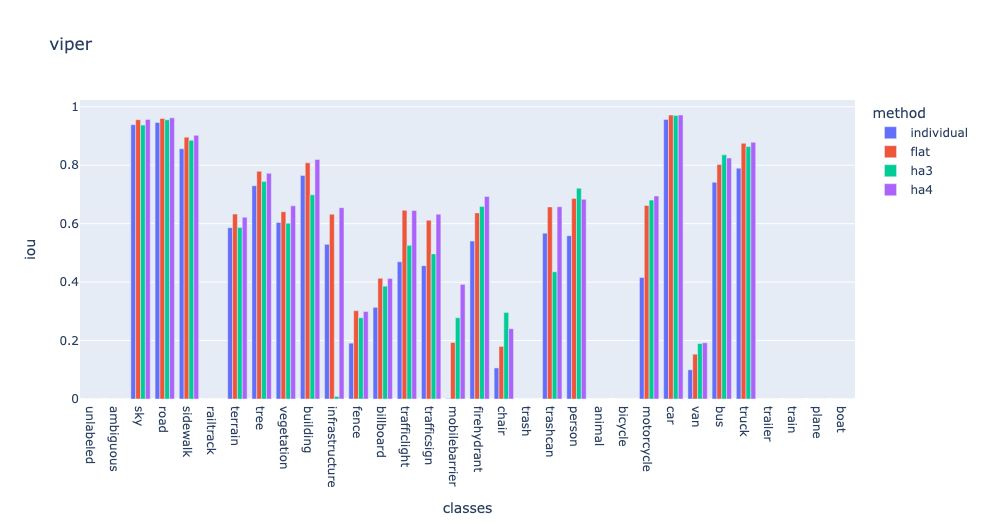 viper
method
individual
flat
ha3
ha4
iou
1
0.8
0.6
0.4
0.2
0
unlabeled
ambiguous
sky
road
sidewalk
railtrack
terrain
tree
vegetation
building
infrastructure
fence
billboard
trafficlight
trafficsign
mobilebarrier
firehydrant
chair
trash
trashcan
person
animal
bicycle
motorcycle
car
van
bus
truck
trailer
train
plane
boat
classes